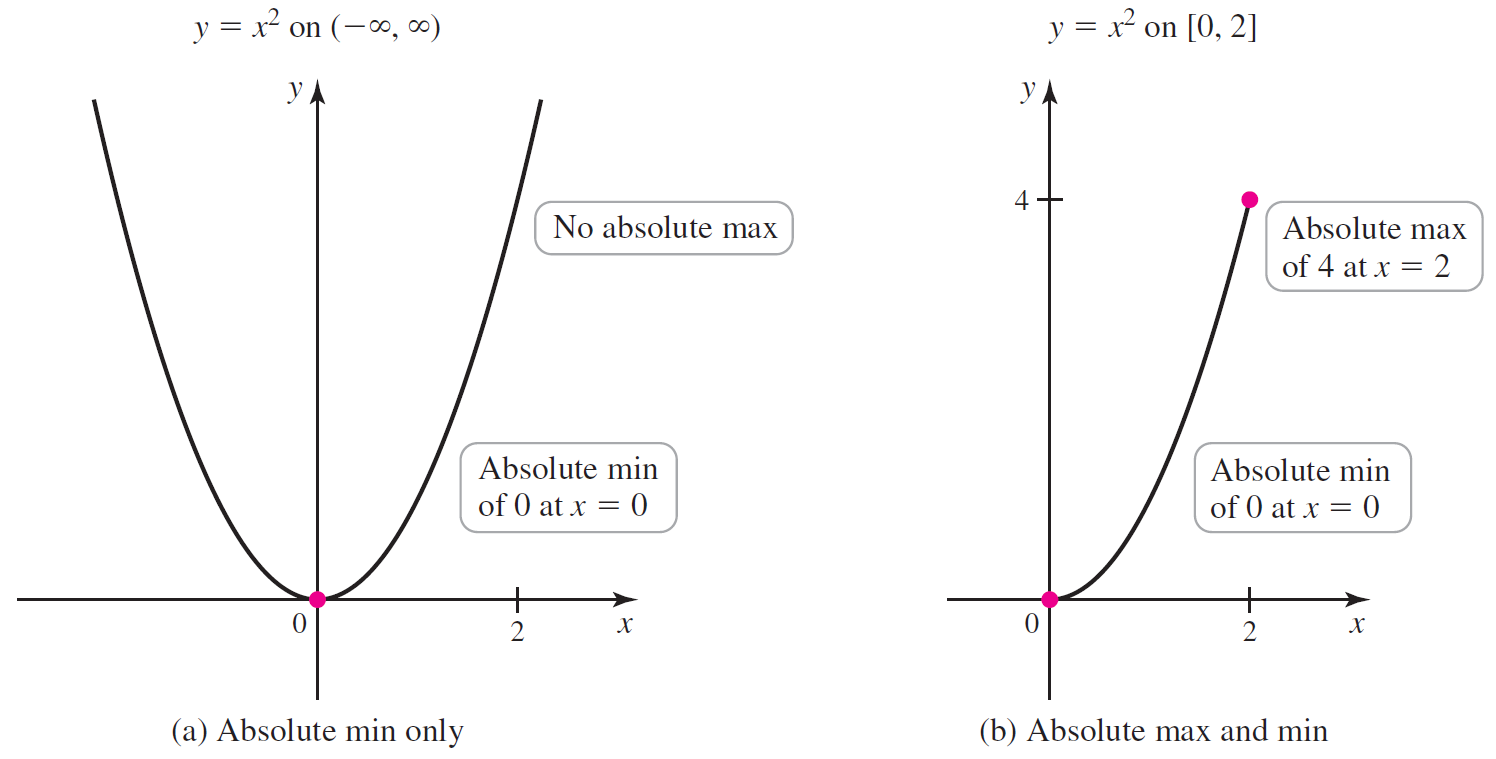 y = x² on (−∞, ∞)
y
No absolute max
Absolute min
of 0 at x = 0
0
2
x
(a) Absolute min only
y = x² on [0, 2]
y
4
Absolute max
of 4 at x = 2
Absolute min
of 0 at x = 0
0
2
x
(b) Absolute max and min